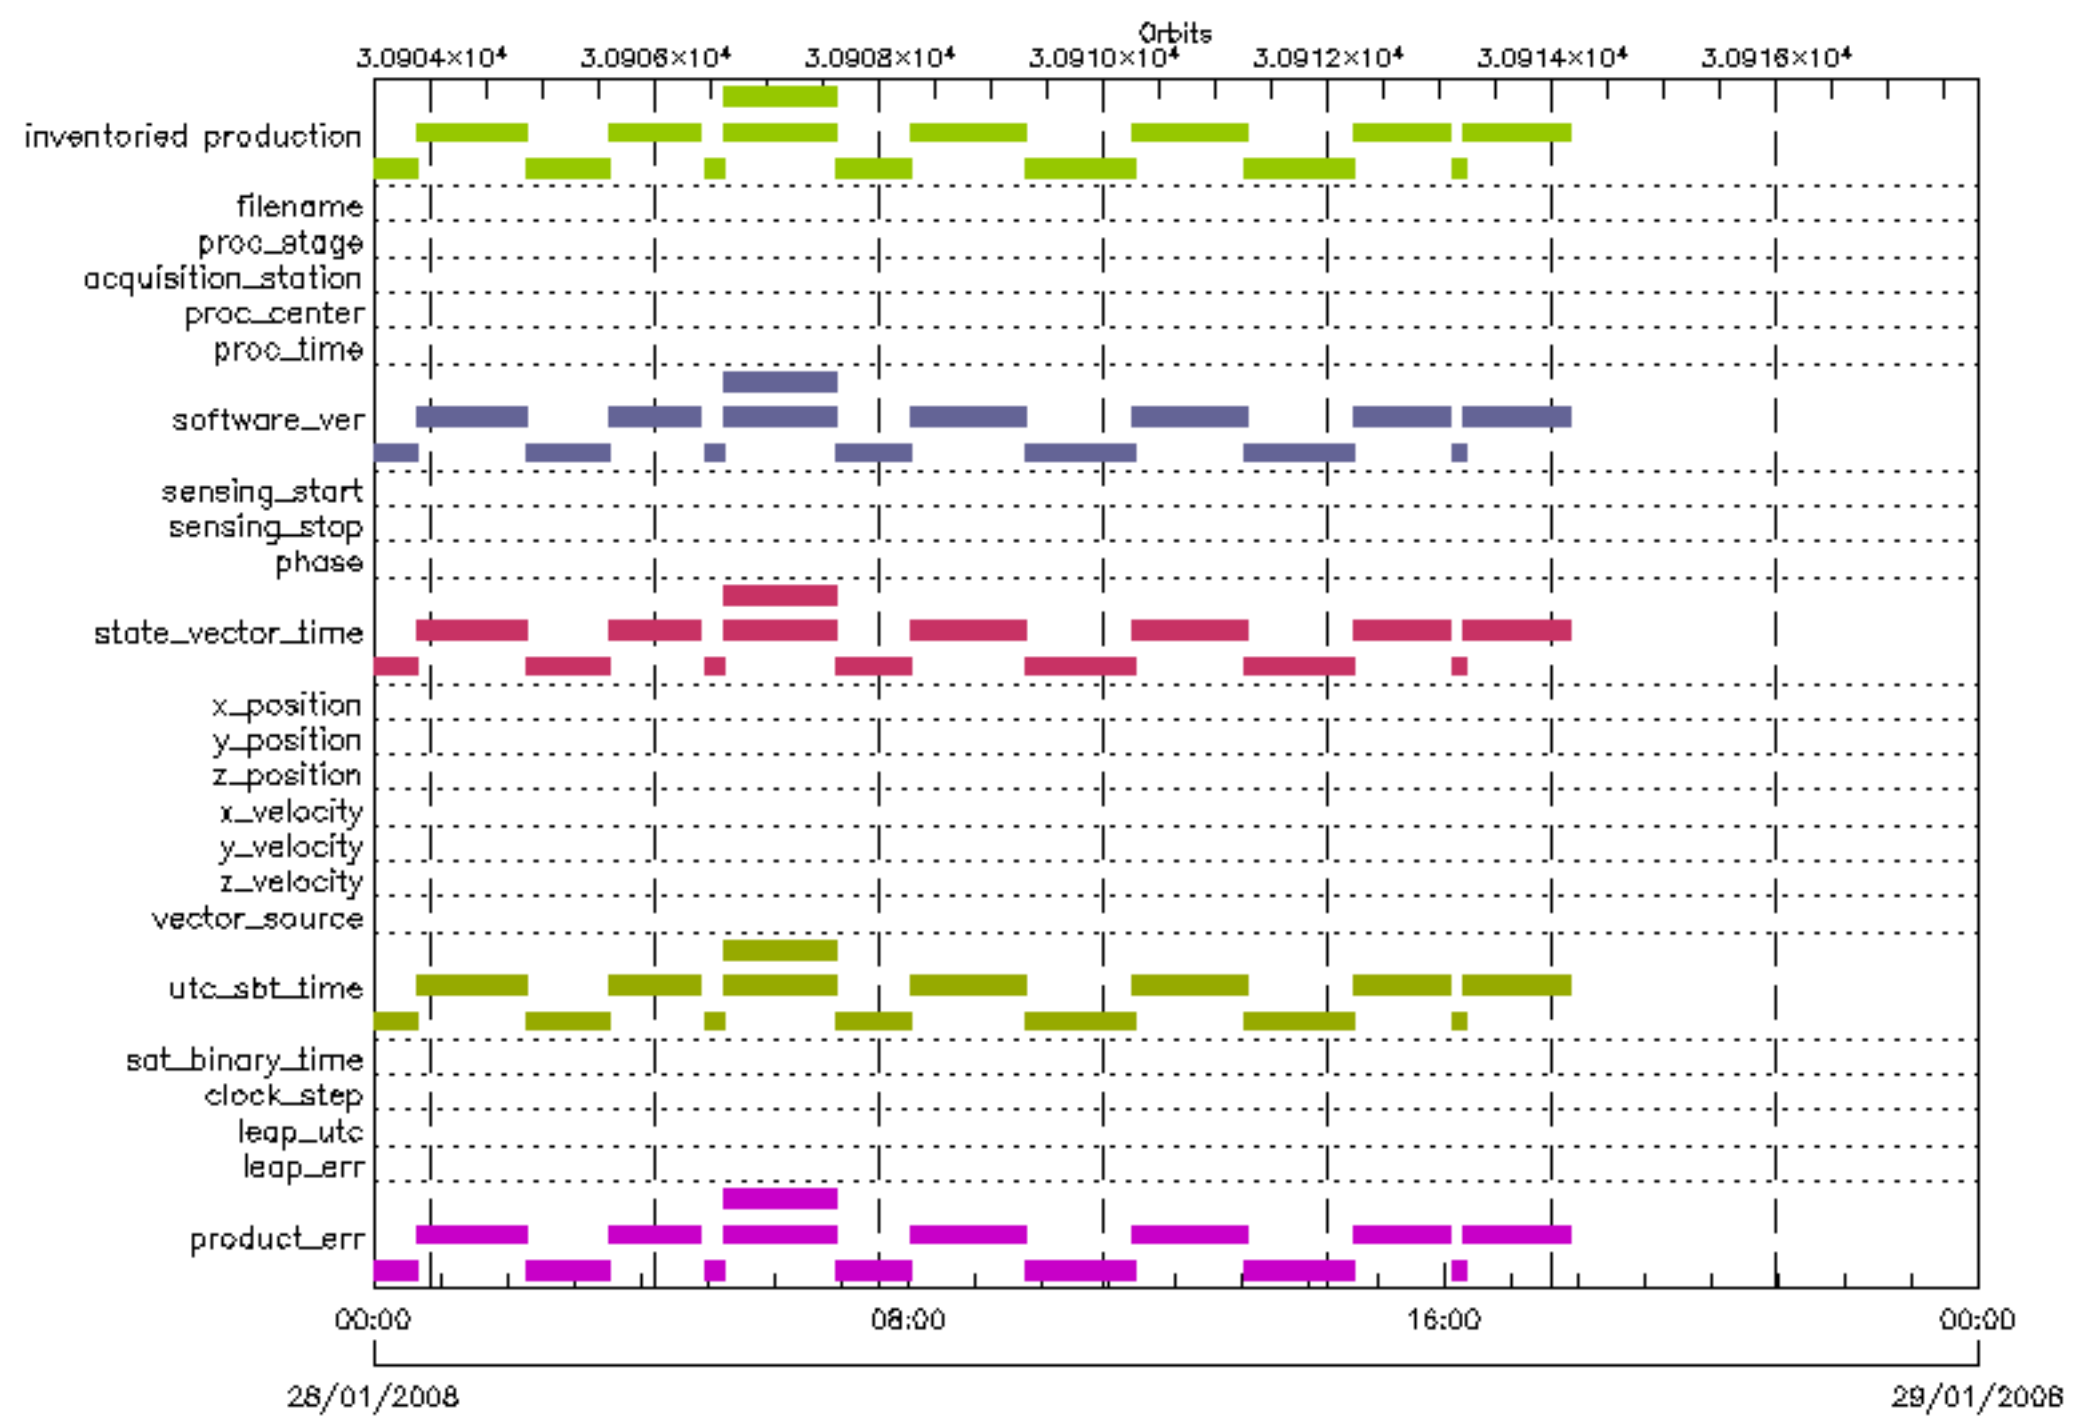 Orbits
3.0904×10⁴ 3.0906×10⁴ 3.0908×10⁴ 3.0910×10⁴ 3.0912×10⁴ 3.0914×10⁴ 3.0916×10⁴
inventoried production
filename
proc_stage
acquisition_station
proc_center
proc_time
software_ver
sensing_start
sensing_stop
phase
state_vector_time
x_position
y_position
z_position
x_velocity
y_velocity
z_velocity
vector_source
utc_sbt_time
sat_binary_time
clock_step
leap_utc
leap_err
product_err
00:00 08:00 16:00 00:00
28/01/2008 29/01/2008